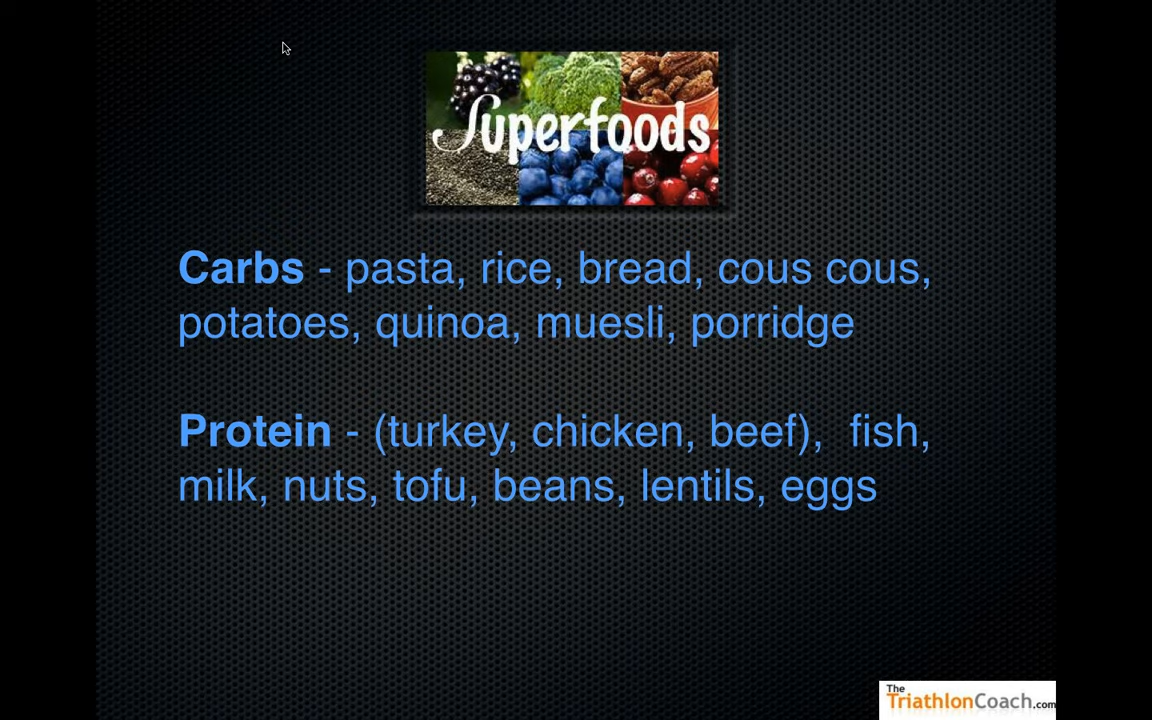 Superfoods
Carbs - pasta, rice, bread, cous cous,
potatoes, quinoa, muesli, porridge
Protein - (turkey, chicken, beef), fish,
milk, nuts, tofu, beans, lentils, eggs
The
TriathlonCoach.com